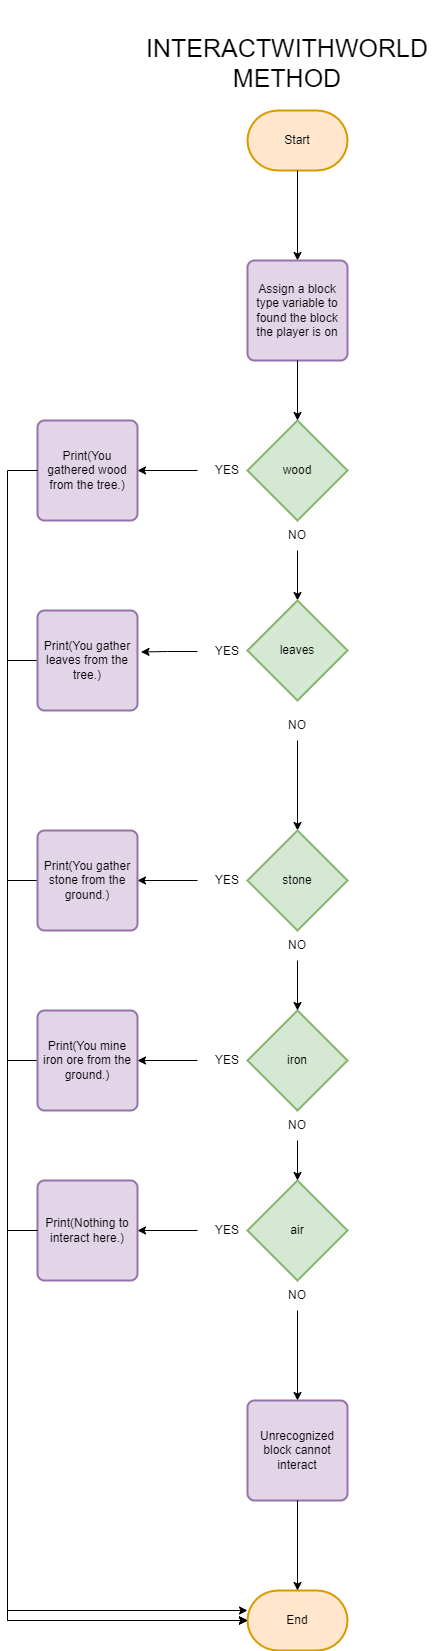 INTERACTWITHWORLD
METHOD
Start
Assign a block
type variable to
found the block
the player is on
Print(You
gathered wood
from the tree.)
YES
wood
NO
Print(You gather
leaves from the
tree.)
YES
leaves
NO
Print(You gather
stone from the
ground.)
YES
stone
NO
Print(You mine
iron ore from the
ground.)
YES
iron
NO
Print(Nothing to
interact here.)
YES
air
NO
Unrecognized
block cannot
interact
End